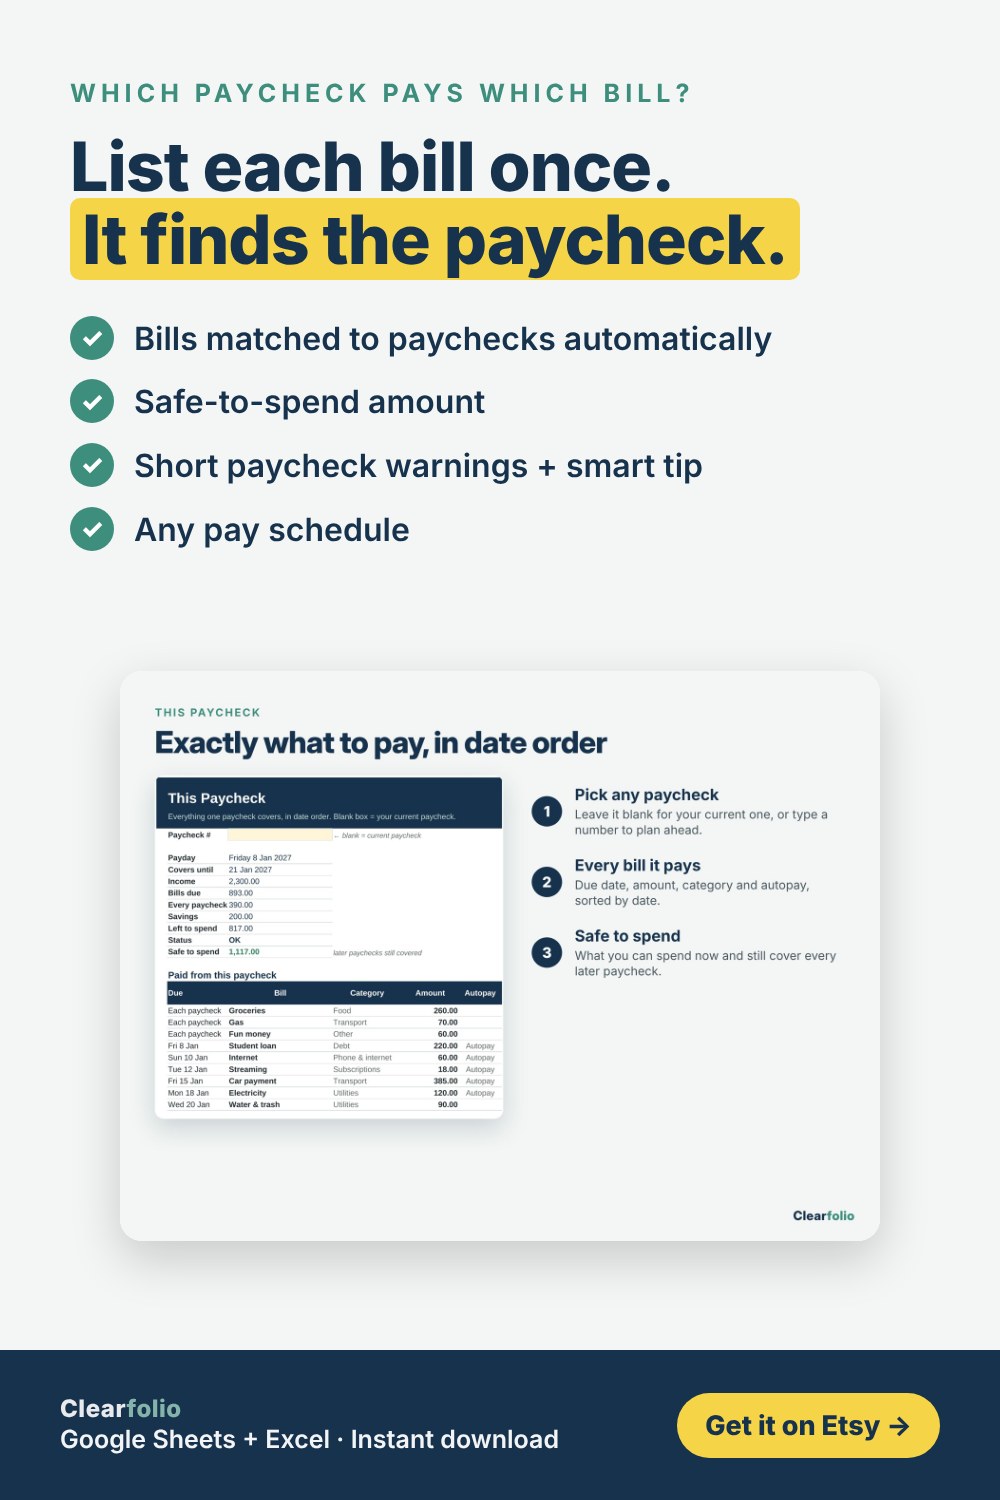 WHICH PAYCHECK PAYS WHICH BILL?
List each bill once.
It finds the paycheck.
Bills matched to paychecks automatically
Safe-to-spend amount
Short paycheck warnings + smart tip
Any pay schedule
THIS PAYCHECK
Exactly what to pay, in date order
This Paycheck
Everything one paycheck covers, in date order. Blank box = your current paycheck.
Paycheck # ← blank = current paycheck
Payday Friday 8 Jan 2027
Covers until 21 Jan 2027
Income 2,300.00
Bills due 893.00
Every paycheck 390.00
Savings 200.00
Left to spend 817.00
Status OK
Safe to spend 1,117.00 later paychecks still covered
Paid from this paycheck
Due Bill Category Amount Autopay
Each paycheck Groceries Food 260.00
Each paycheck Gas Transport 70.00
Each paycheck Fun money Other 60.00
Fri 8 Jan Student loan Debt 220.00 Autopay
Sun 10 Jan Internet Phone & internet 60.00 Autopay
Tue 12 Jan Streaming Subscriptions 18.00 Autopay
Fri 15 Jan Car payment Transport 385.00 Autopay
Mon 18 Jan Electricity Utilities 120.00 Autopay
Wed 20 Jan Water & trash Utilities 90.00
1 Pick any paycheck
Leave it blank for your current one, or type a
number to plan ahead.
2 Every bill it pays
Due date, amount, category and autopay,
sorted by date.
3 Safe to spend
What you can spend now and still cover every
later paycheck.
Clearfolio
Clearfolio
Google Sheets + Excel · Instant download
Get it on Etsy →